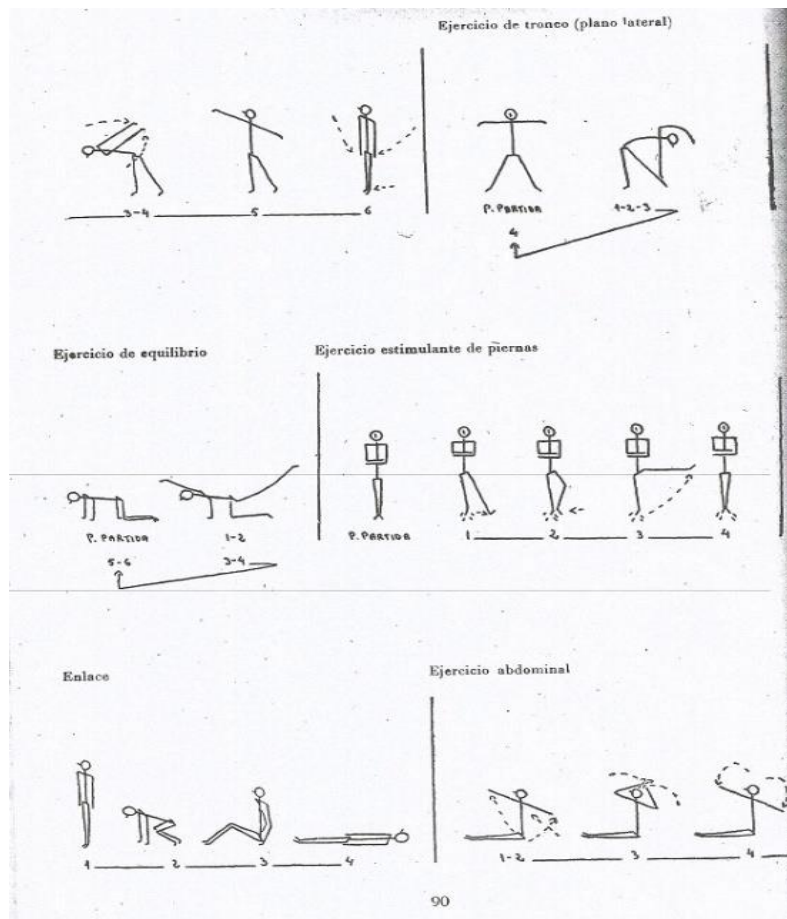 Ejercicio de tronco (plano lateral)
3-4 5 6
P. PARTIDA 1-2-3
4
Ejercicio de equilibrio
Ejercicio estimulante de piernas
P. PARTIDA 1-2
5-6 3-4
P. PARTIDA 1 2 3 4
Enlace
Ejercicio abdominal
1 2 3 4
1-2 3 4
90